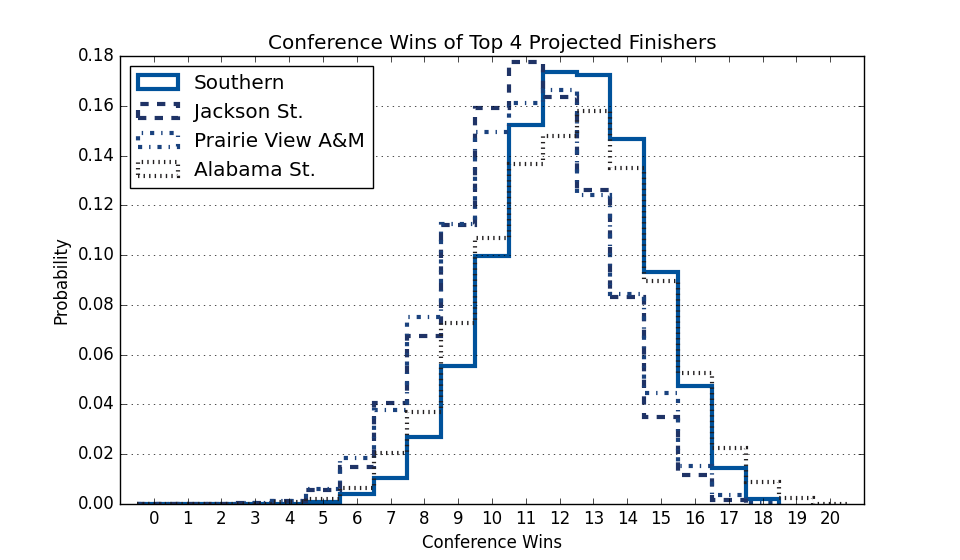 Conference Wins of Top 4 Projected Finishers
Southern
Jackson St.
Prairie View A&M
Alabama St.
0.18
0.16
0.14
0.12
0.10
0.08
0.06
0.04
0.02
0.00
Probability
0 1 2 3 4 5 6 7 8 9 10 11 12 13 14 15 16 17 18 19 20
Conference Wins